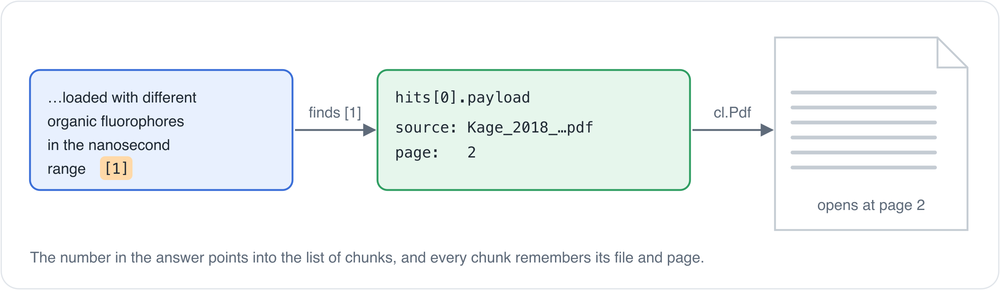 …loaded with different
organic fluorophores
in the nanosecond
range [1]
finds [1]
hits[0].payload
source: Kage_2018_…pdf
page: 2
cl.Pdf
opens at page 2
The number in the answer points into the list of chunks, and every chunk remembers its file and page.